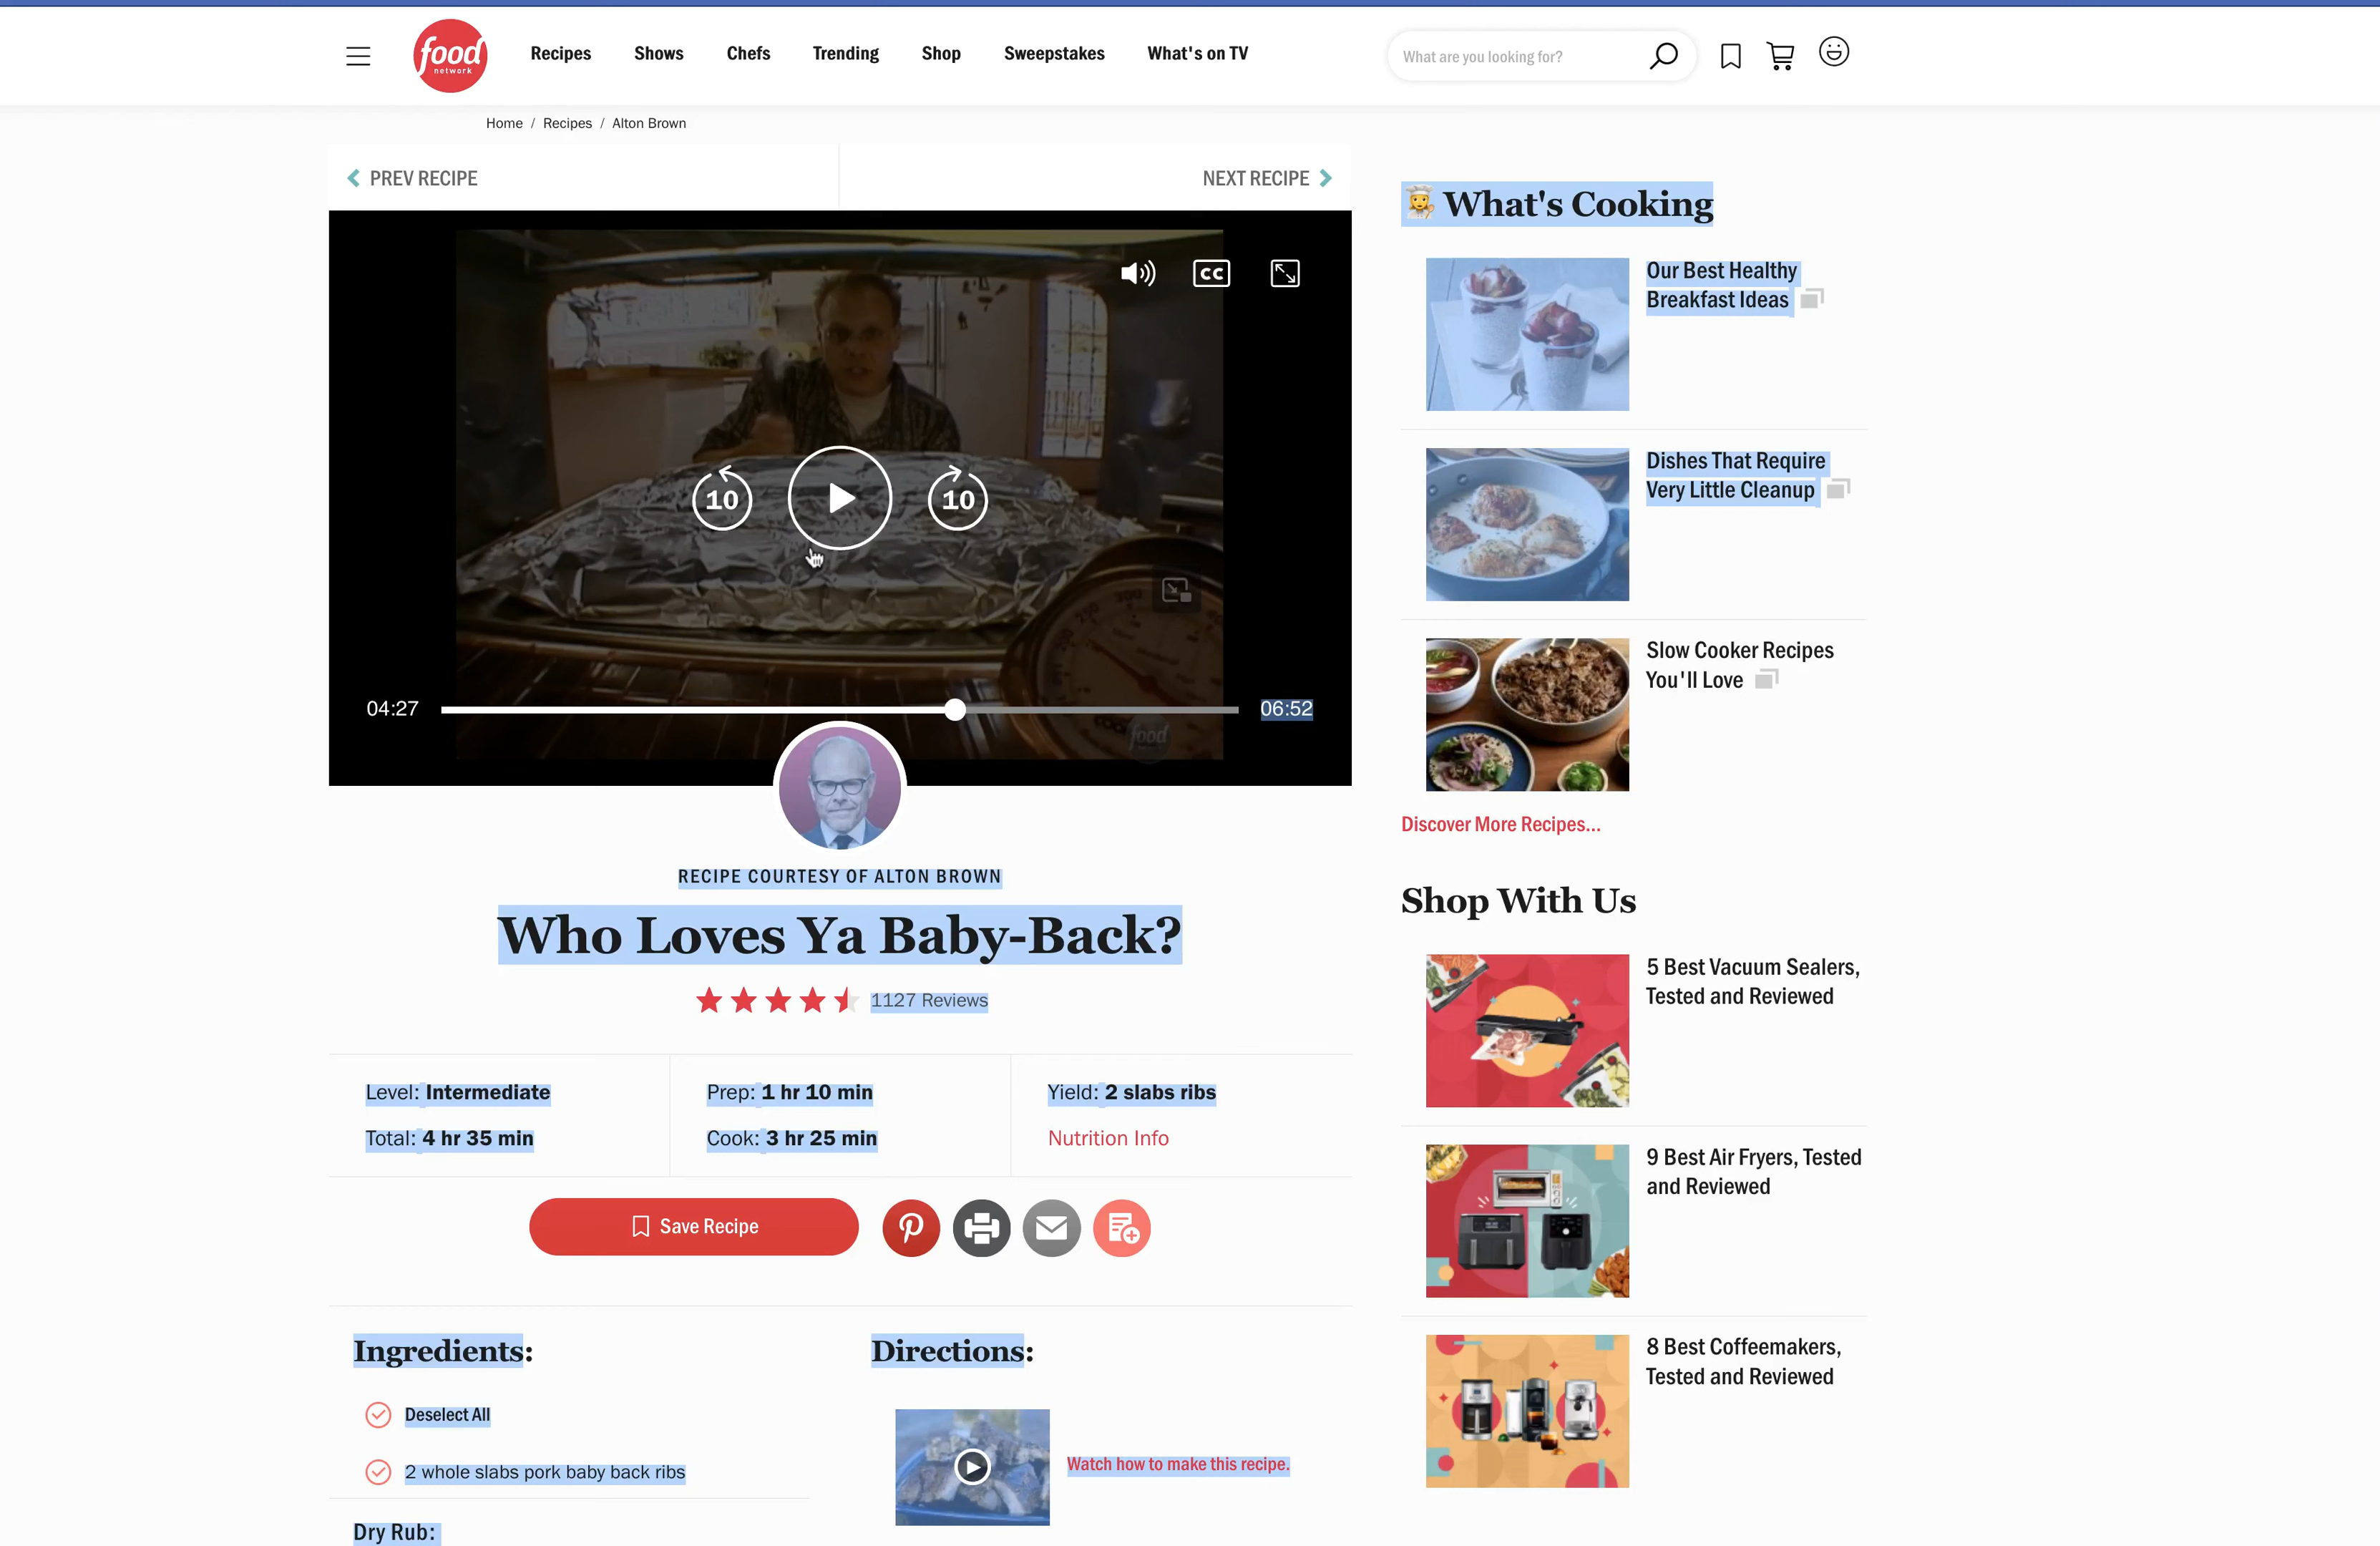 food
network
Recipes
Shows
Chefs
Trending
Shop
Sweepstakes
What's on TV
What are you looking for?
Home / Recipes / Alton Brown
PREV RECIPE
NEXT RECIPE
CC
10
10
04:27
06:52
food
RECIPE COURTESY OF ALTON BROWN
Who Loves Ya Baby-Back?
1127 Reviews
Level: Intermediate
Total: 4 hr 35 min
Prep: 1 hr 10 min
Cook: 3 hr 25 min
Yield: 2 slabs ribs
Nutrition Info
Save Recipe
Ingredients:
Deselect All
2 whole slabs pork baby back ribs
Dry Rub:
Directions:
Watch how to make this recipe.
What's Cooking
Our Best Healthy
Breakfast Ideas
Dishes That Require
Very Little Cleanup
Slow Cooker Recipes
You'll Love
Discover More Recipes...
Shop With Us
5 Best Vacuum Sealers,
Tested and Reviewed
9 Best Air Fryers, Tested
and Reviewed
8 Best Coffeemakers,
Tested and Reviewed